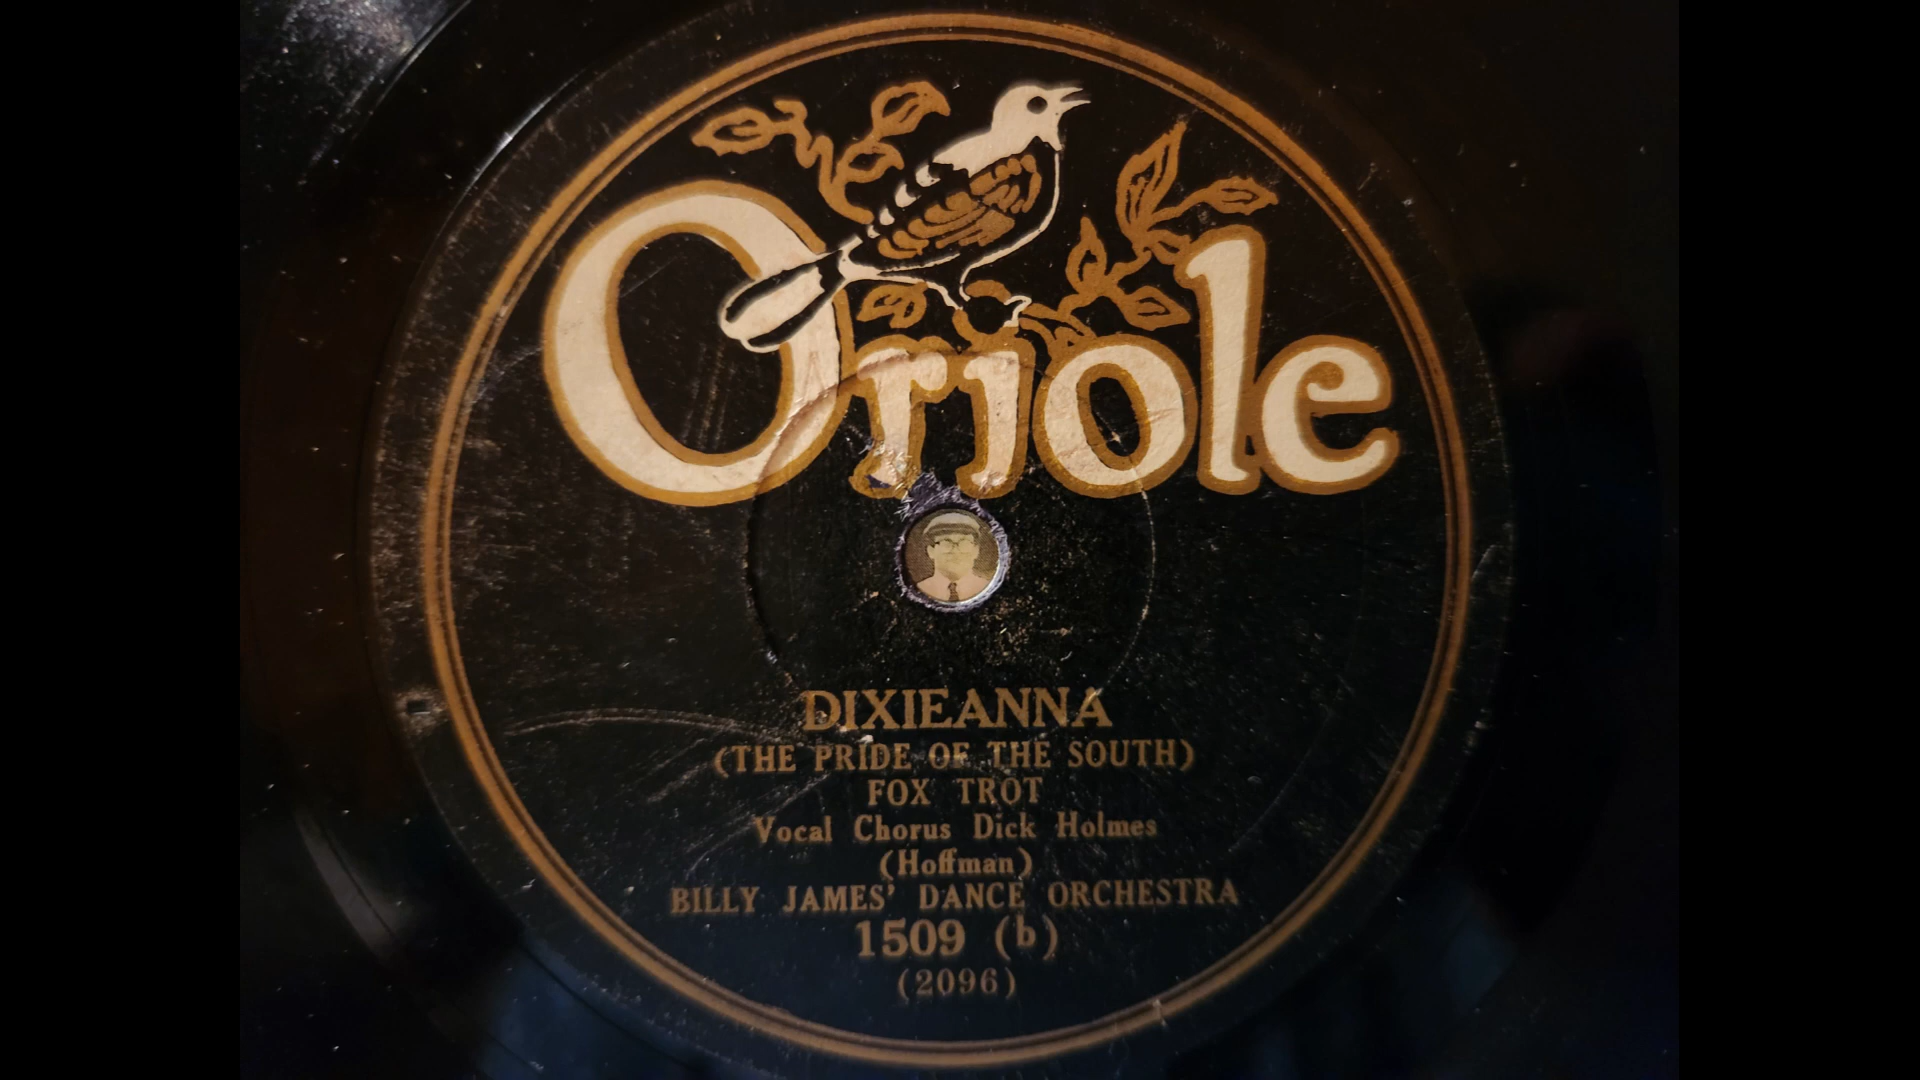 Oriole
DIXIEANNA
(THE PRIDE OF THE SOUTH)
FOX TROT
Vocal Chorus Dick Holmes
(Hoffman)
BILLY JAMES' DANCE ORCHESTRA
1509 (b)
(2096)